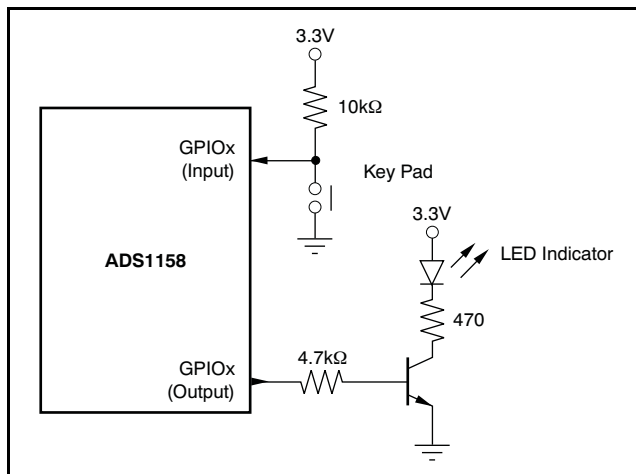 3.3V
10kΩ
GPIOx
(Input)
Key Pad
3.3V
ADS1158
LED Indicator
470
4.7kΩ
GPIOx
(Output)